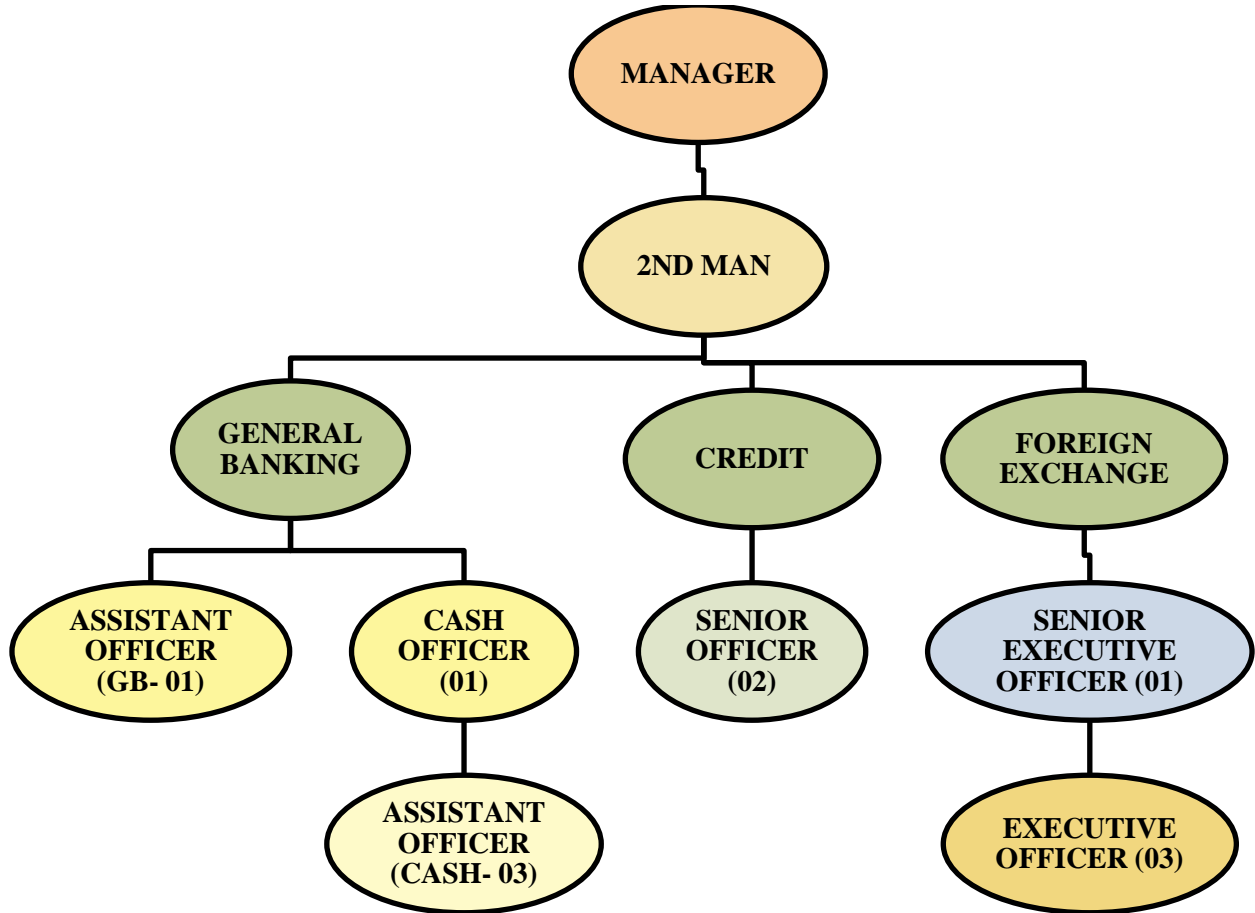 MANAGER
2ND MAN
GENERAL
BANKING
CREDIT
FOREIGN
EXCHANGE
ASSISTANT
OFFICER
(GB- 01)
CASH
OFFICER
(01)
SENIOR
OFFICER
(02)
SENIOR
EXECUTIVE
OFFICER (01)
ASSISTANT
OFFICER
(CASH- 03)
EXECUTIVE
OFFICER (03)